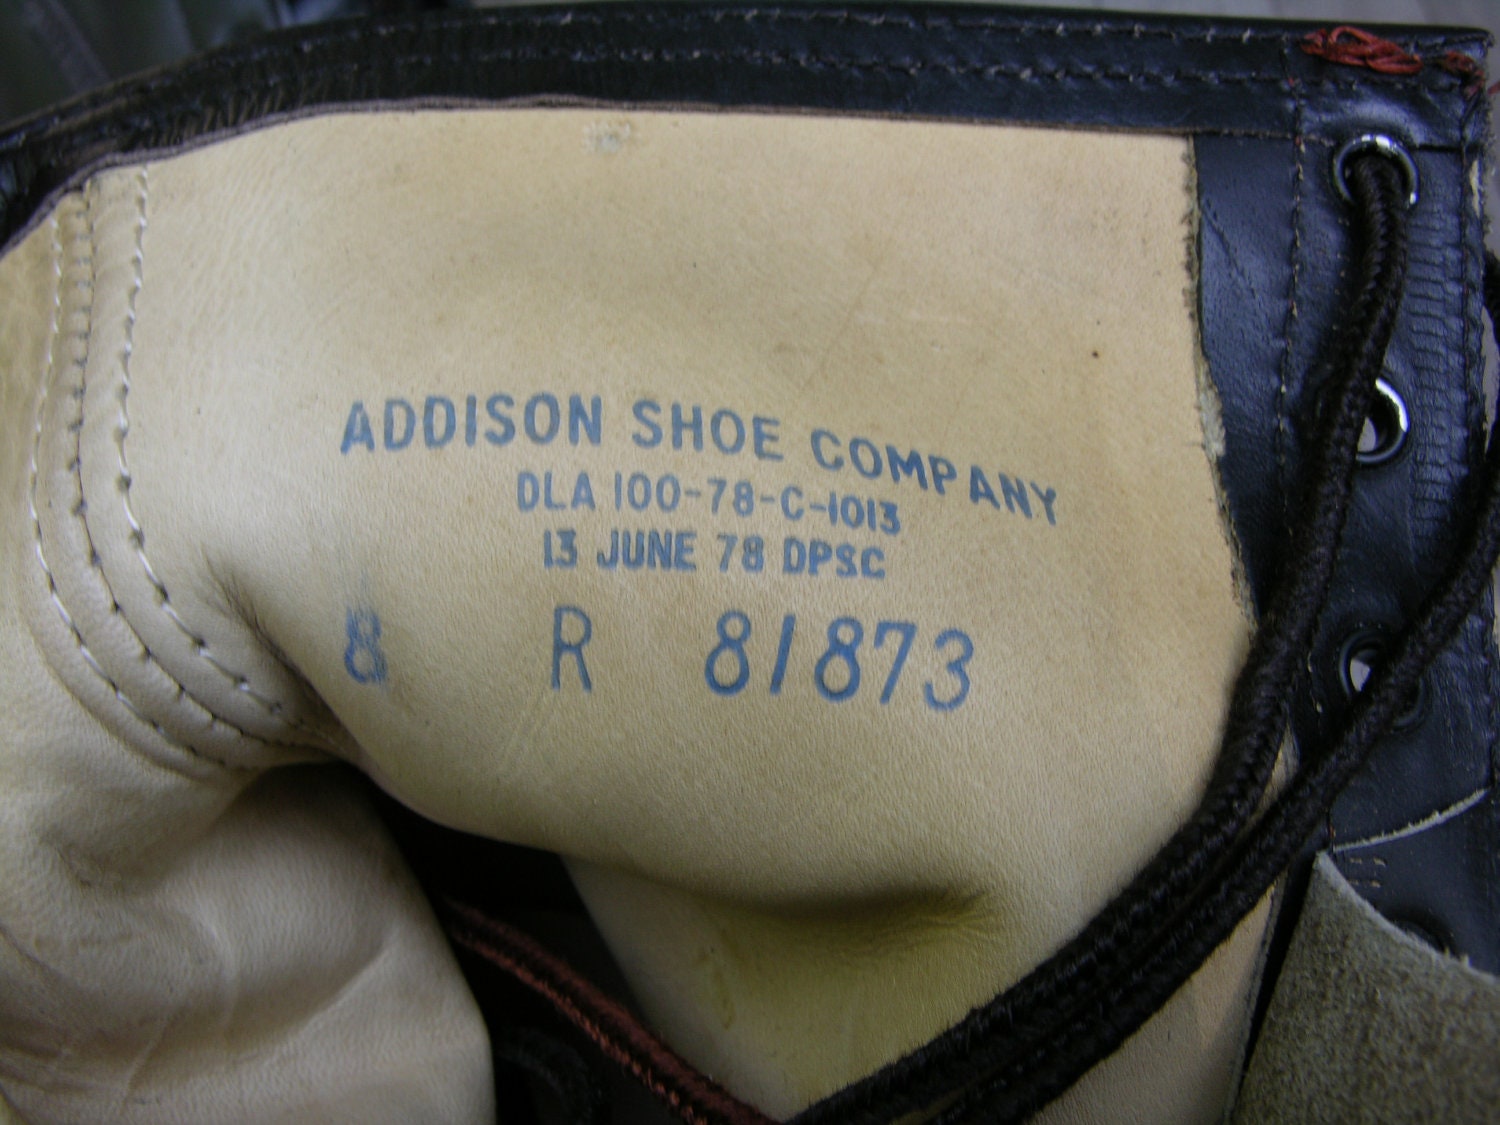 ADDISON SHOE COMPANY
DLA 100-78-C-1013
13 JUNE 78 DPSC
8 R 81873